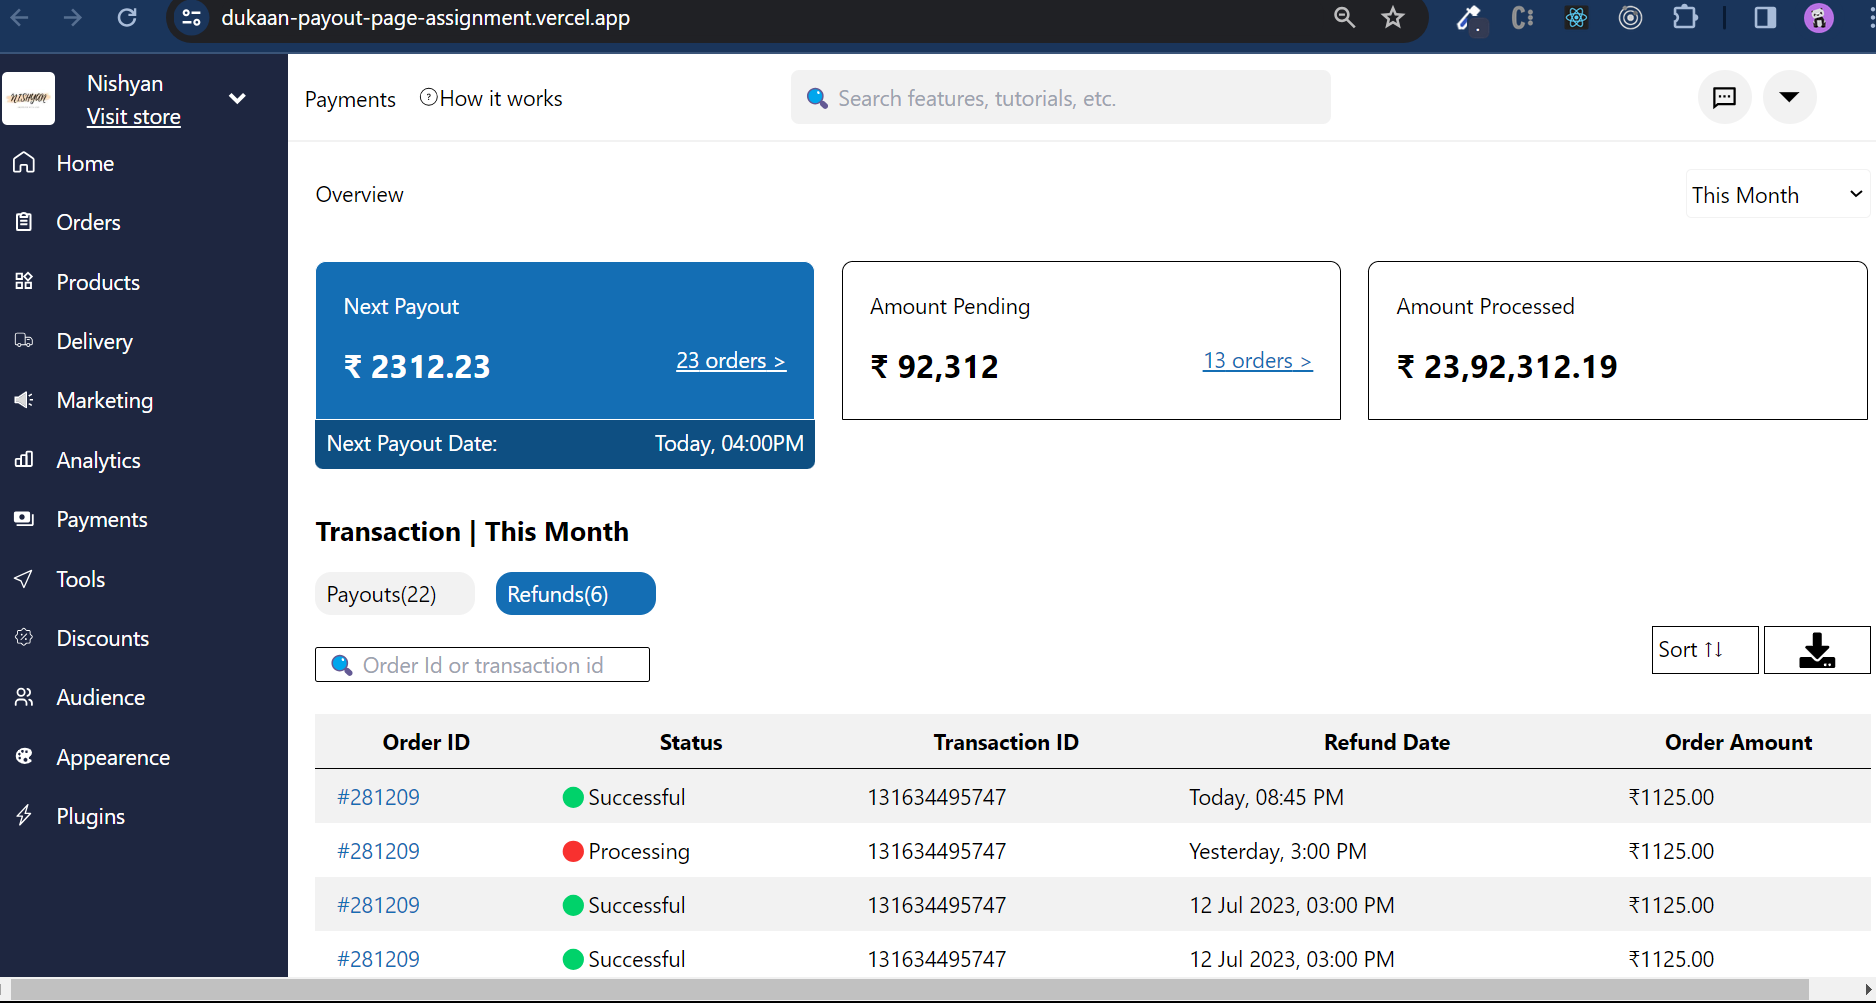 dukaan-payout-page-assignment.vercel.app
NISHYAN
Nishyan
Visit store
Home
Orders
Products
Delivery
Marketing
Analytics
Payments
Tools
Discounts
Audience
Appearence
Plugins
Payments
How it works
Search features, tutorials, etc.
Overview
This Month
Next Payout
₹ 2312.23
23 orders >
Next Payout Date:
Today, 04:00PM
Amount Pending
₹ 92,312
13 orders >
Amount Processed
₹ 23,92,312.19
Transaction | This Month
Payouts(22)
Refunds(6)
Order Id or transaction id
Sort ↑↓
Order ID Status Transaction ID Refund Date Order Amount
#281209 Successful 131634495747 Today, 08:45 PM ₹1125.00
#281209 Processing 131634495747 Yesterday, 3:00 PM ₹1125.00
#281209 Successful 131634495747 12 Jul 2023, 03:00 PM ₹1125.00
#281209 Successful 131634495747 12 Jul 2023, 03:00 PM ₹1125.00